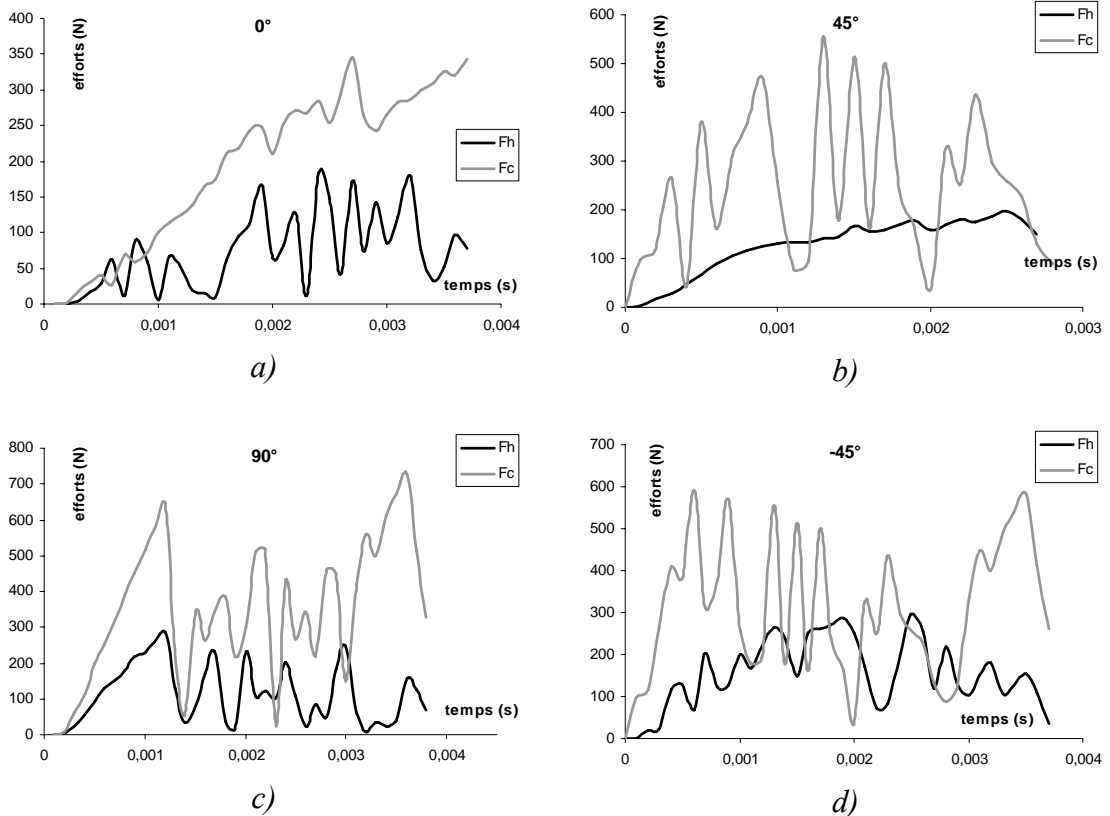 0°
efforts (N)
400
350
300
250
200
150
100
50
0
Fh
Fc
temps (s)
0
0,001
0,002
0,003
0,004
a)
45°
efforts (N)
600
500
400
300
200
100
0
Fh
Fc
temps (s)
0
0,001
0,002
0,003
b)
90°
efforts (N)
800
700
600
500
400
300
200
100
0
Fh
Fc
temps (s)
0
0,001
0,002
0,003
0,004
c)
-45°
efforts (N)
700
600
500
400
300
200
100
0
Fh
Fc
temps (s)
0
0,001
0,002
0,003
0,004
d)